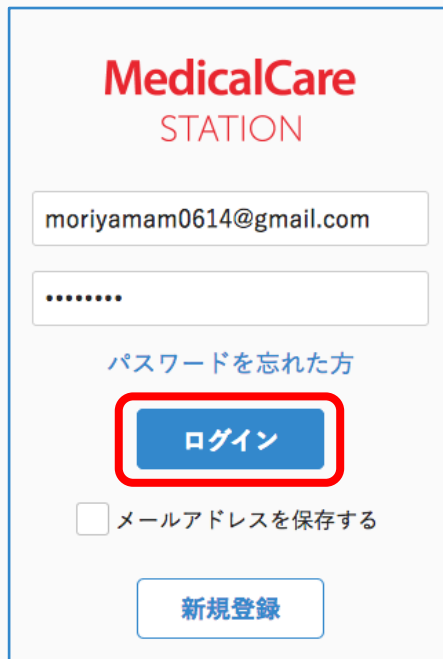 MedicalCare
STATION
moriyamam0614@gmail.com
••••••••
パスワードを忘れた方
ログイン
メールアドレスを保存する
新規登録